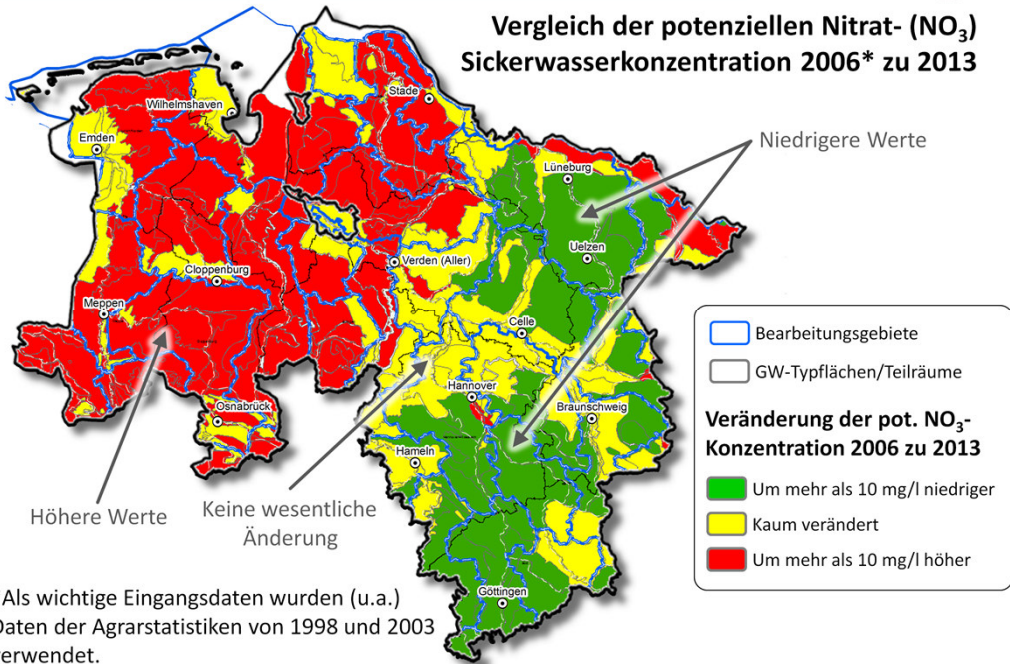 Vergleich der potenziellen Nitrat- (NO₃)
Sickerwasserkonzentration 2006* zu 2013
Niedrigere Werte
Stade
Wilhelmshaven
Emden
Lüneburg
Uelzen
Verden (Aller)
Cloppenburg
Meppen
Celle
Hannover
Osnabrück
Braunschweig
Hameln
Göttingen
Höhere Werte
Keine wesentliche
Änderung
Bearbeitungsgebiete
GW-Typflächen/Teilräume
Veränderung der pot. NO₃-
Konzentration 2006 zu 2013
Um mehr als 10 mg/l niedriger
Kaum verändert
Um mehr als 10 mg/l höher
Als wichtige Eingangsdaten wurden (u.a.)
Daten der Agrarstatistiken von 1998 und 2003
verwendet.